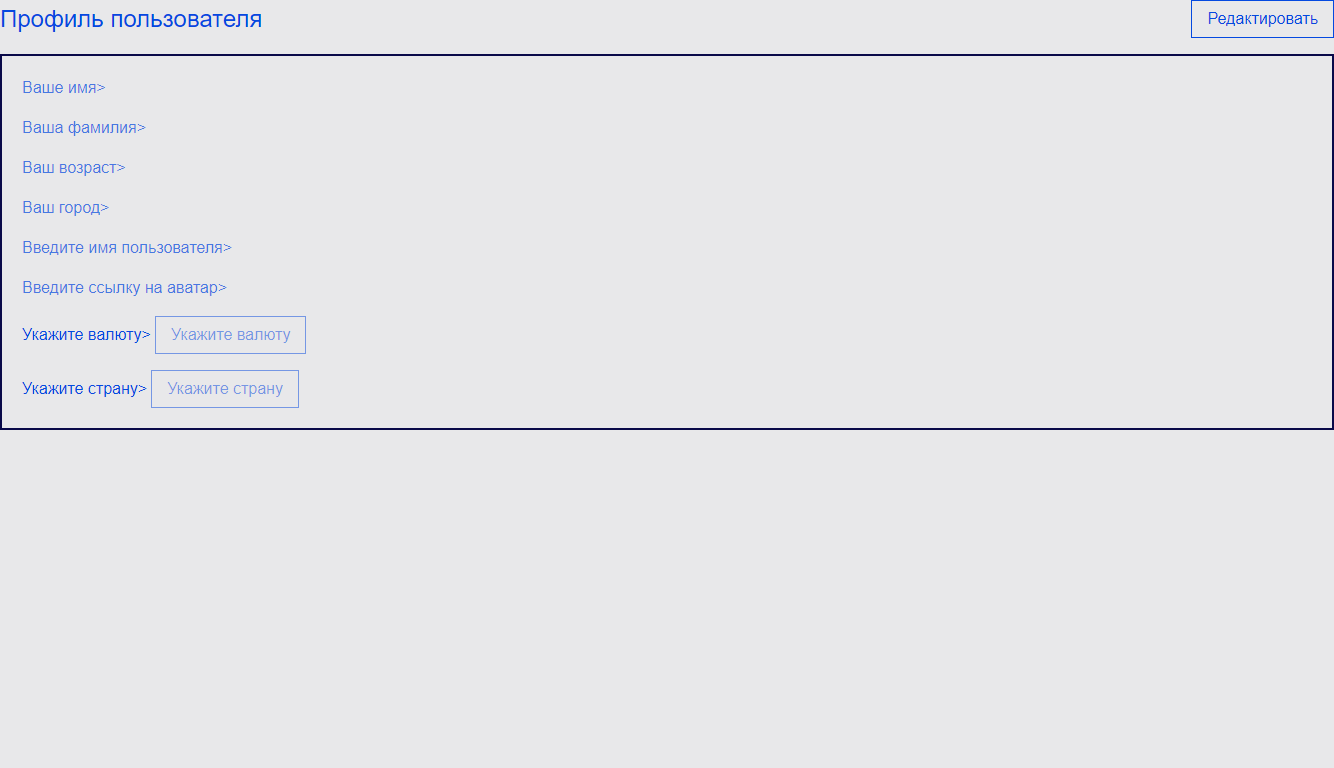 Профиль пользователя
Редактировать
Ваше имя>
Ваша фамилия>
Ваш возраст>
Ваш город>
Введите имя пользователя>
Введите ссылку на аватар>
Укажите валюту> Укажите валюту
Укажите страну> Укажите страну